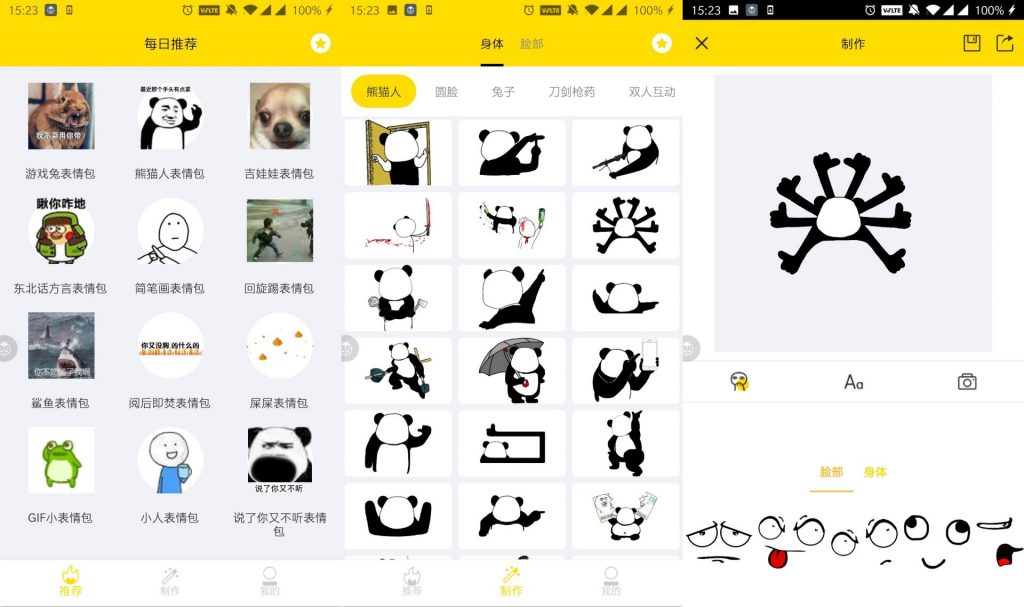 15:23
VoLTE
100%
每日推荐
最近那个手头有点紧
我不录用你带?
游戏兔表情包
熊猫人表情包
吉娃娃表情包
瞅你咋地
东北话方言表情包
简笔画表情包
回旋踢表情包
你又没胸 凶什么的
鲨鱼表情包
阅后即焚表情包
屎屎表情包
说了你又不听
GIF小表情包
小人表情包
说了你又不听表情
包
推荐
制作
我的
15:23
VoLTE
100%
身体
脸部
熊猫人
圆脸
兔子
刀剑枪药
双人互动
推荐
制作
我的
15:23
VoLTE
100%
制作
Aa
脸部
身体